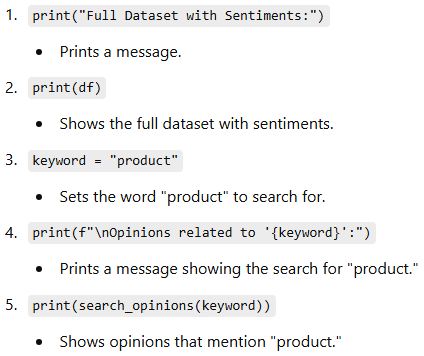 1. print("Full Dataset with Sentiments:")
• Prints a message.
2. print(df)
• Shows the full dataset with sentiments.
3. keyword = "product"
• Sets the word "product" to search for.
4. print(f"\nOpinions related to '{keyword}':")
• Prints a message showing the search for "product."
5. print(search_opinions(keyword))
• Shows opinions that mention "product."